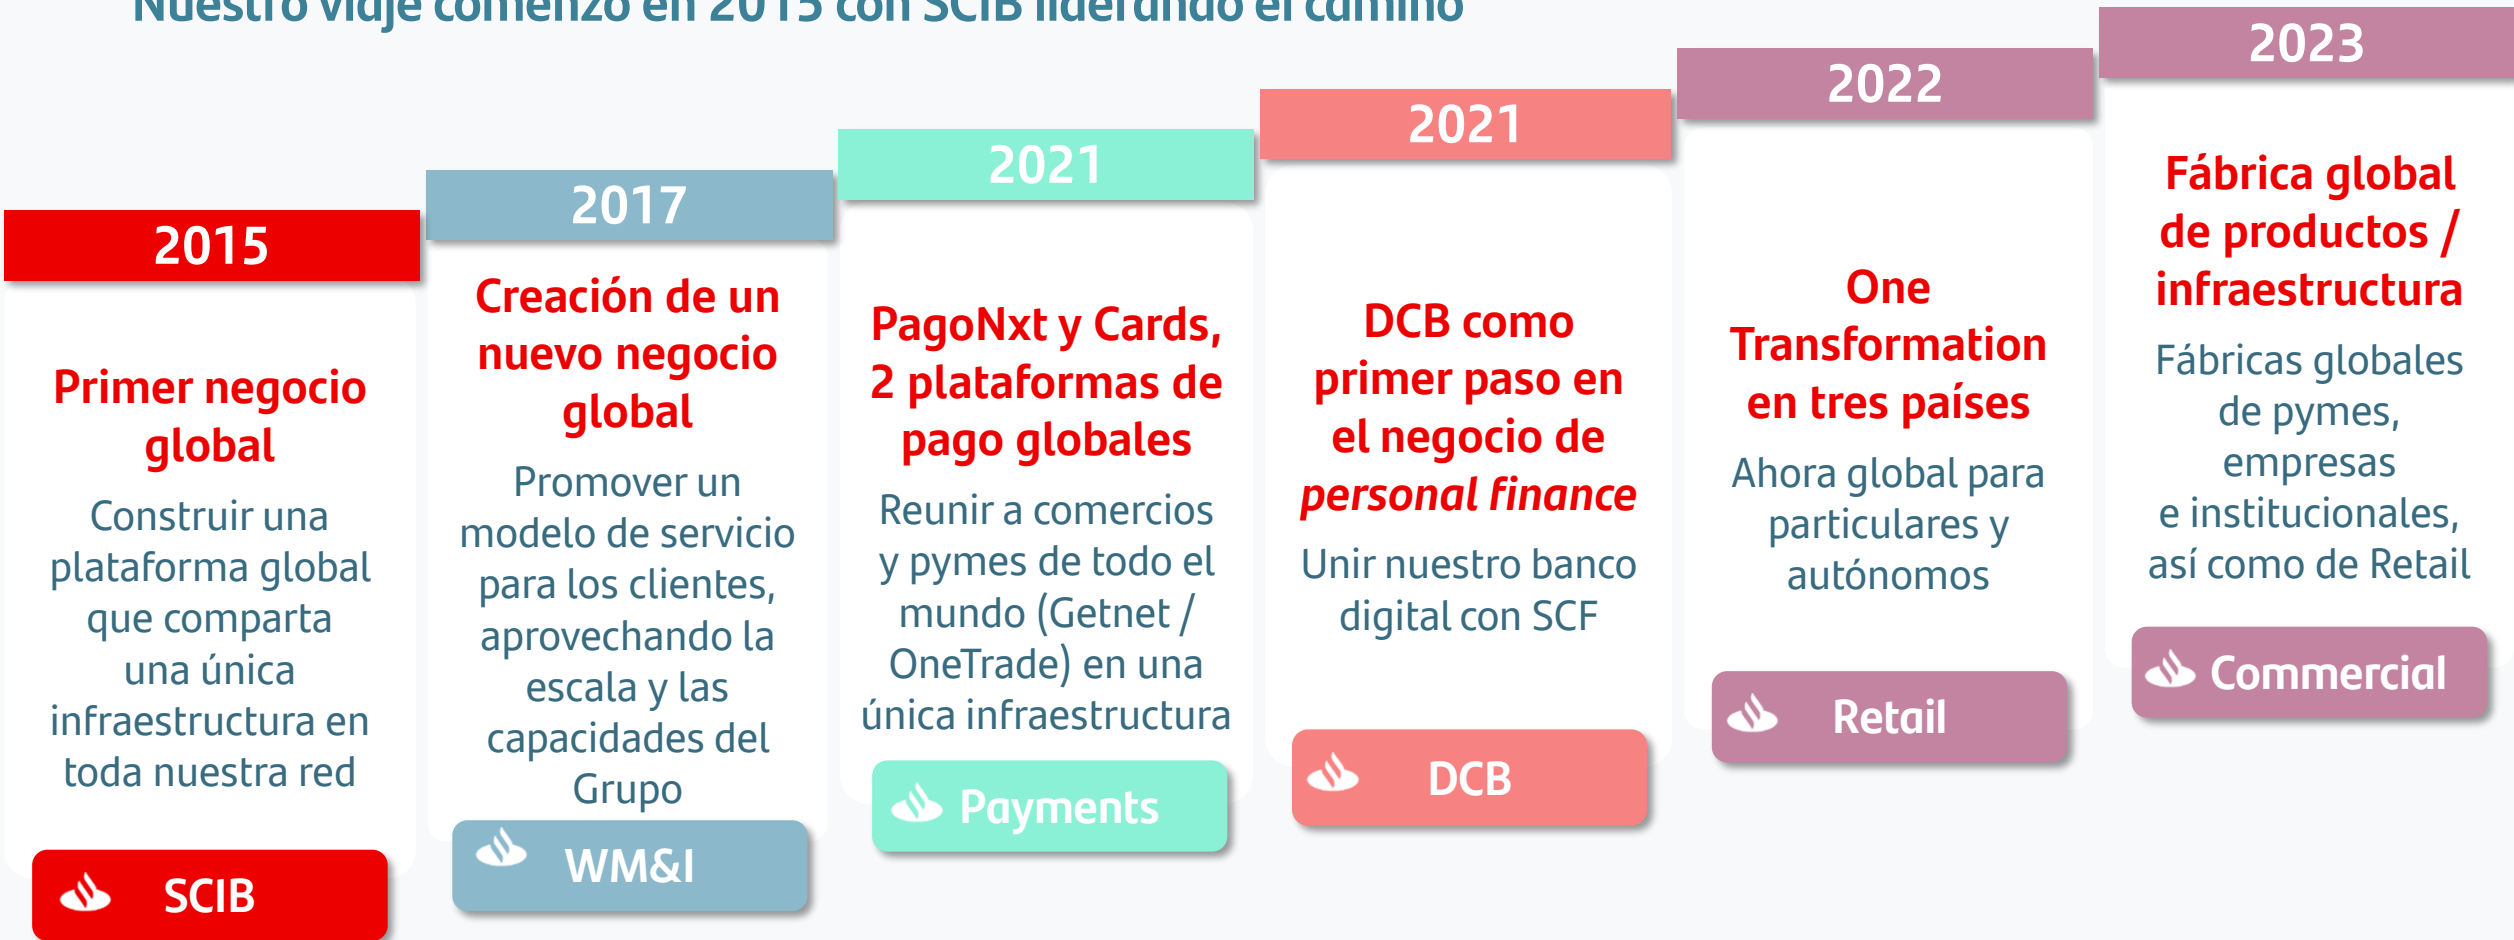 Nuestro viaje comenzó en 2015 con SCIB liderando el camino
2015
Primer negocio
global
Construir una
plataforma global
que comparta
una única
infraestructura en
toda nuestra red
SCIB
2017
Creación de un
nuevo negocio
global
Promover un
modelo de servicio
para los clientes,
aprovechando la
escala y las
capacidades del
Grupo
WM&I
2021
PagoNxt y Cards,
2 plataformas de
pago globales
Reunir a comercios
y pymes de todo el
mundo (Getnet /
OneTrade) en una
única infraestructura
Payments
2021
DCB como
primer paso en
el negocio de
personal finance
Unir nuestro banco
digital con SCF
DCB
2022
One
Transformation
en tres países
Ahora global para
particulares y
autónomos
Retail
2023
Fábrica global
de productos /
infraestructura
Fábricas globales
de pymes,
empresas
e institucionales,
así como de Retail
Commercial